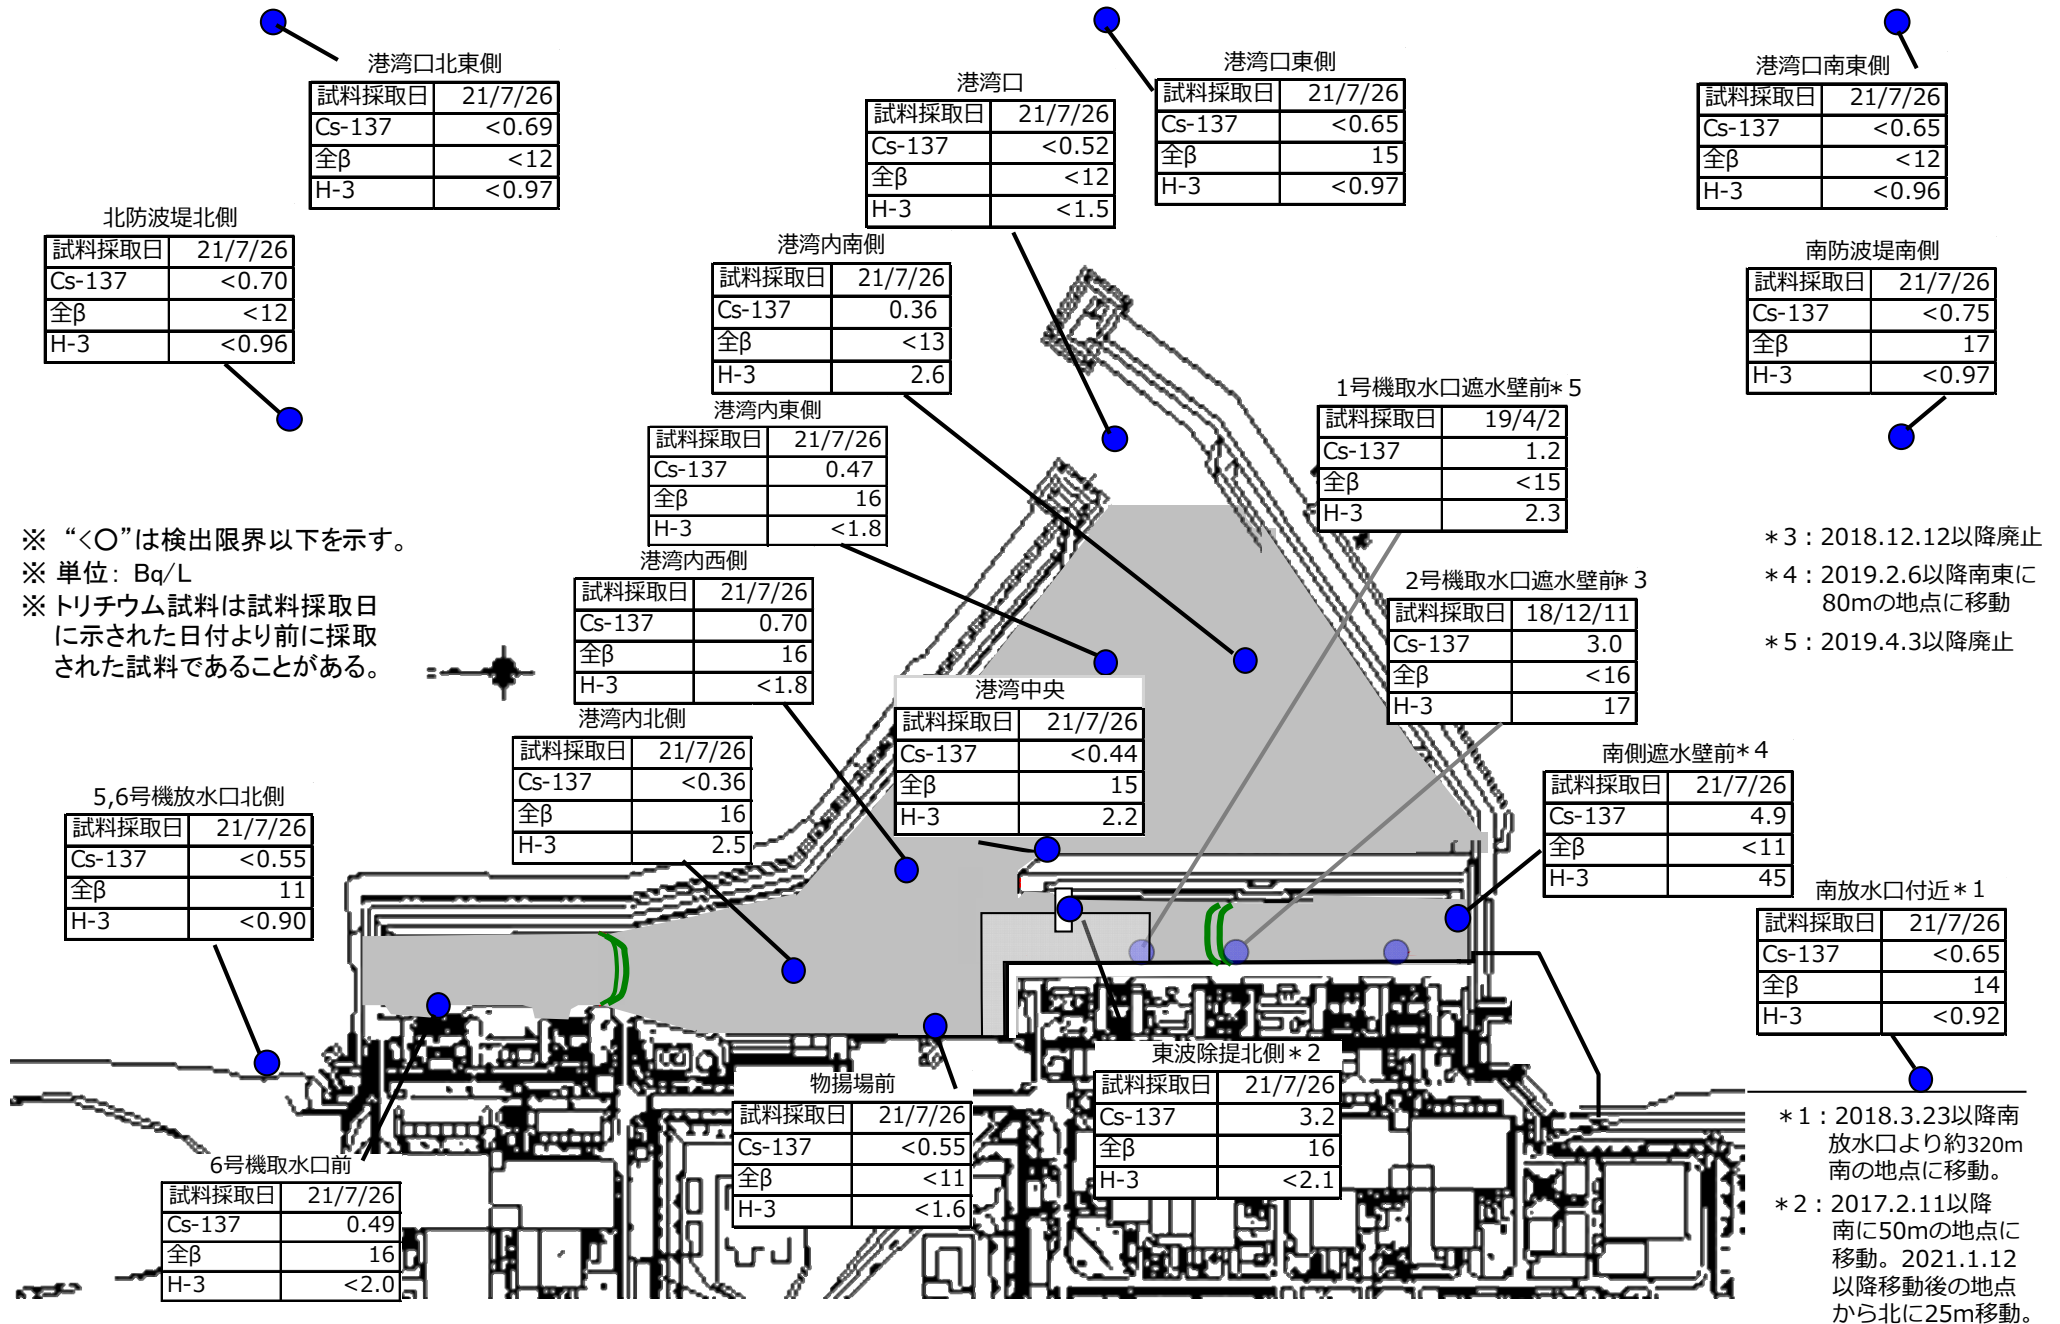 港湾口北東側
試料採取日 21/7/26
Cs-137 <0.69
全β <12
H-3 <0.97
港湾口
試料採取日 21/7/26
Cs-137 <0.52
全β <12
H-3 <1.5
港湾口東側
試料採取日 21/7/26
Cs-137 <0.65
全β 15
H-3 <0.97
港湾口南東側
試料採取日 21/7/26
Cs-137 <0.65
全β <12
H-3 <0.96
北防波堤北側
試料採取日 21/7/26
Cs-137 <0.70
全β <12
H-3 <0.96
港湾内南側
試料採取日 21/7/26
Cs-137 0.36
全β <13
H-3 2.6
南防波堤南側
試料採取日 21/7/26
Cs-137 <0.75
全β 17
H-3 <0.97
港湾内東側
試料採取日 21/7/26
Cs-137 0.47
全β 16
H-3 <1.8
1号機取水口遮水壁前＊5
試料採取日 19/4/2
Cs-137 1.2
全β <15
H-3 2.3
※ “<○”は検出限界以下を示す。
※ 単位: Bq/L
※ トリチウム試料は試料採取日
に示された日付より前に採取
された試料であることがある。
港湾内西側
試料採取日 21/7/26
Cs-137 0.70
全β 16
H-3 <1.8
2号機取水口遮水壁前＊3
試料採取日 18/12/11
Cs-137 3.0
全β <16
H-3 17
＊3：2018.12.12以降廃止
＊4：2019.2.6以降南東に
80mの地点に移動
＊5：2019.4.3以降廃止
港湾内北側
試料採取日 21/7/26
Cs-137 <0.36
全β 16
H-3 2.5
港湾中央
試料採取日 21/7/26
Cs-137 <0.44
全β 15
H-3 2.2
南側遮水壁前＊4
試料採取日 21/7/26
Cs-137 4.9
全β <11
H-3 45
5,6号機放水口北側
試料採取日 21/7/26
Cs-137 <0.55
全β 11
H-3 <0.90
南放水口付近＊1
試料採取日 21/7/26
Cs-137 <0.65
全β 14
H-3 <0.92
6号機取水口前
試料採取日 21/7/26
Cs-137 0.49
全β 16
H-3 <2.0
物揚場前
試料採取日 21/7/26
Cs-137 <0.55
全β <11
H-3 <1.6
東波除提北側＊2
試料採取日 21/7/26
Cs-137 3.2
全β 16
H-3 <2.1
＊1：2018.3.23以降南
放水口より約320m
南の地点に移動。
＊2：2017.2.11以降
南に50mの地点に
移動。2021.1.12
以降移動後の地点
から北に25m移動。